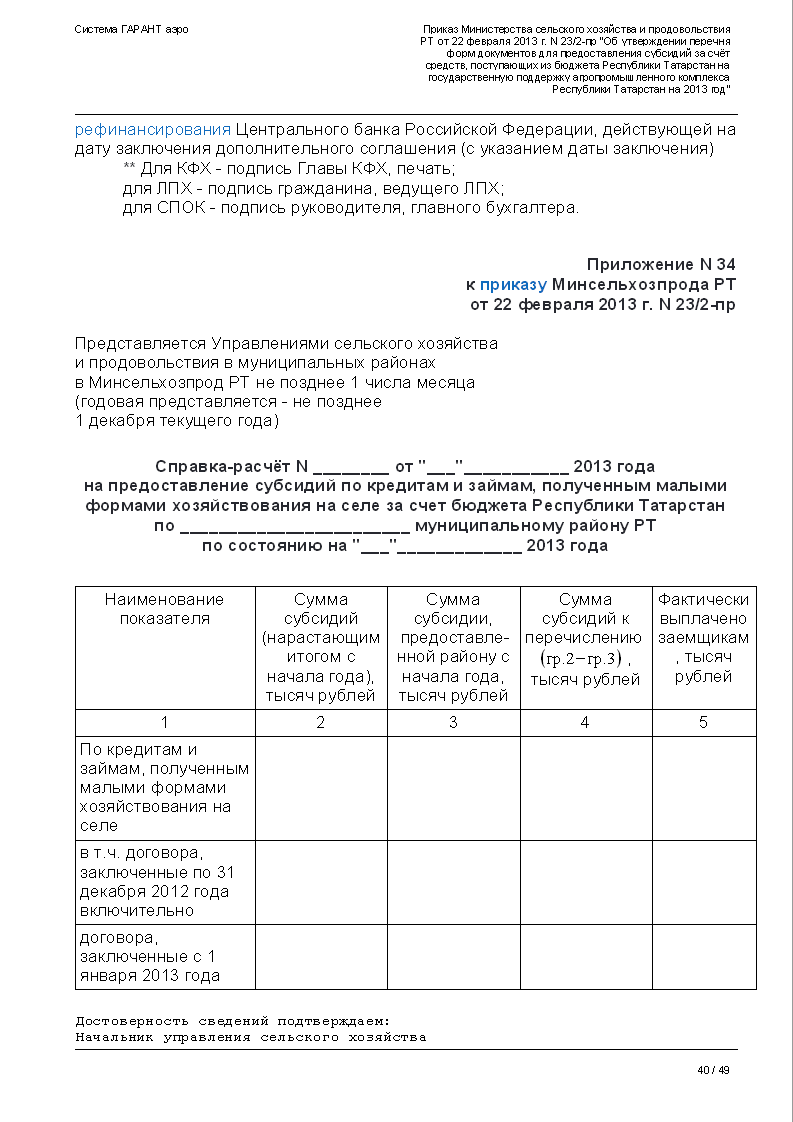 Система ГАРАНТ аэро
Приказ Министерства сельского хозяйства и продовольствия
РТ от 22 февраля 2013 г. N 23/2-пр "Об утверждении перечня
форм документов для предоставления субсидий за счёт
средств, поступающих из бюджета Республики Татарстан на
государственную поддержку агропромышленного комплекса
Республики Татарстан на 2013 год"
рефинансирования Центрального банка Российской Федерации, действующей на
дату заключения дополнительного соглашения (с указанием даты заключения)
** Для КФХ - подпись Главы КФХ, печать;
для ЛПХ - подпись гражданина, ведущего ЛПХ;
для СПОК - подпись руководителя, главного бухгалтера.
Приложение N 34
к приказу Минсельхозпрода РТ
от 22 февраля 2013 г. N 23/2-пр
Представляется Управлениями сельского хозяйства
и продовольствия в муниципальных районах
в Минсельхозпрод РТ не позднее 1 числа месяца
(годовая представляется - не позднее
1 декабря текущего года)
Справка-расчёт N ________ от "___"___________ 2013 года
на предоставление субсидий по кредитам и займам, полученным малыми
формами хозяйствования на селе за счет бюджета Республики Татарстан
по ________________________ муниципальному району РТ
по состоянию на "___"_____________ 2013 года
Наименование
показателя
Сумма
субсидий
(нарастающим
итогом с
начала года),
тысяч рублей
Сумма
субсидии,
предоставле-
нной району с
начала года,
тысяч рублей
Сумма
субсидий к
перечислению
(гр.2−гр.3) ,
тысяч рублей
Фактически
выплачено
заемщикам
, тысяч
рублей
1 2 3 4 5
По кредитам и
займам, полученным
малыми формами
хозяйствования на
селе
в т.ч. договора,
заключенные по 31
декабря 2012 года
включительно
договора,
заключенные с 1
января 2013 года
Достоверность сведений подтверждаем:
Начальник управления сельского хозяйства
40 / 49